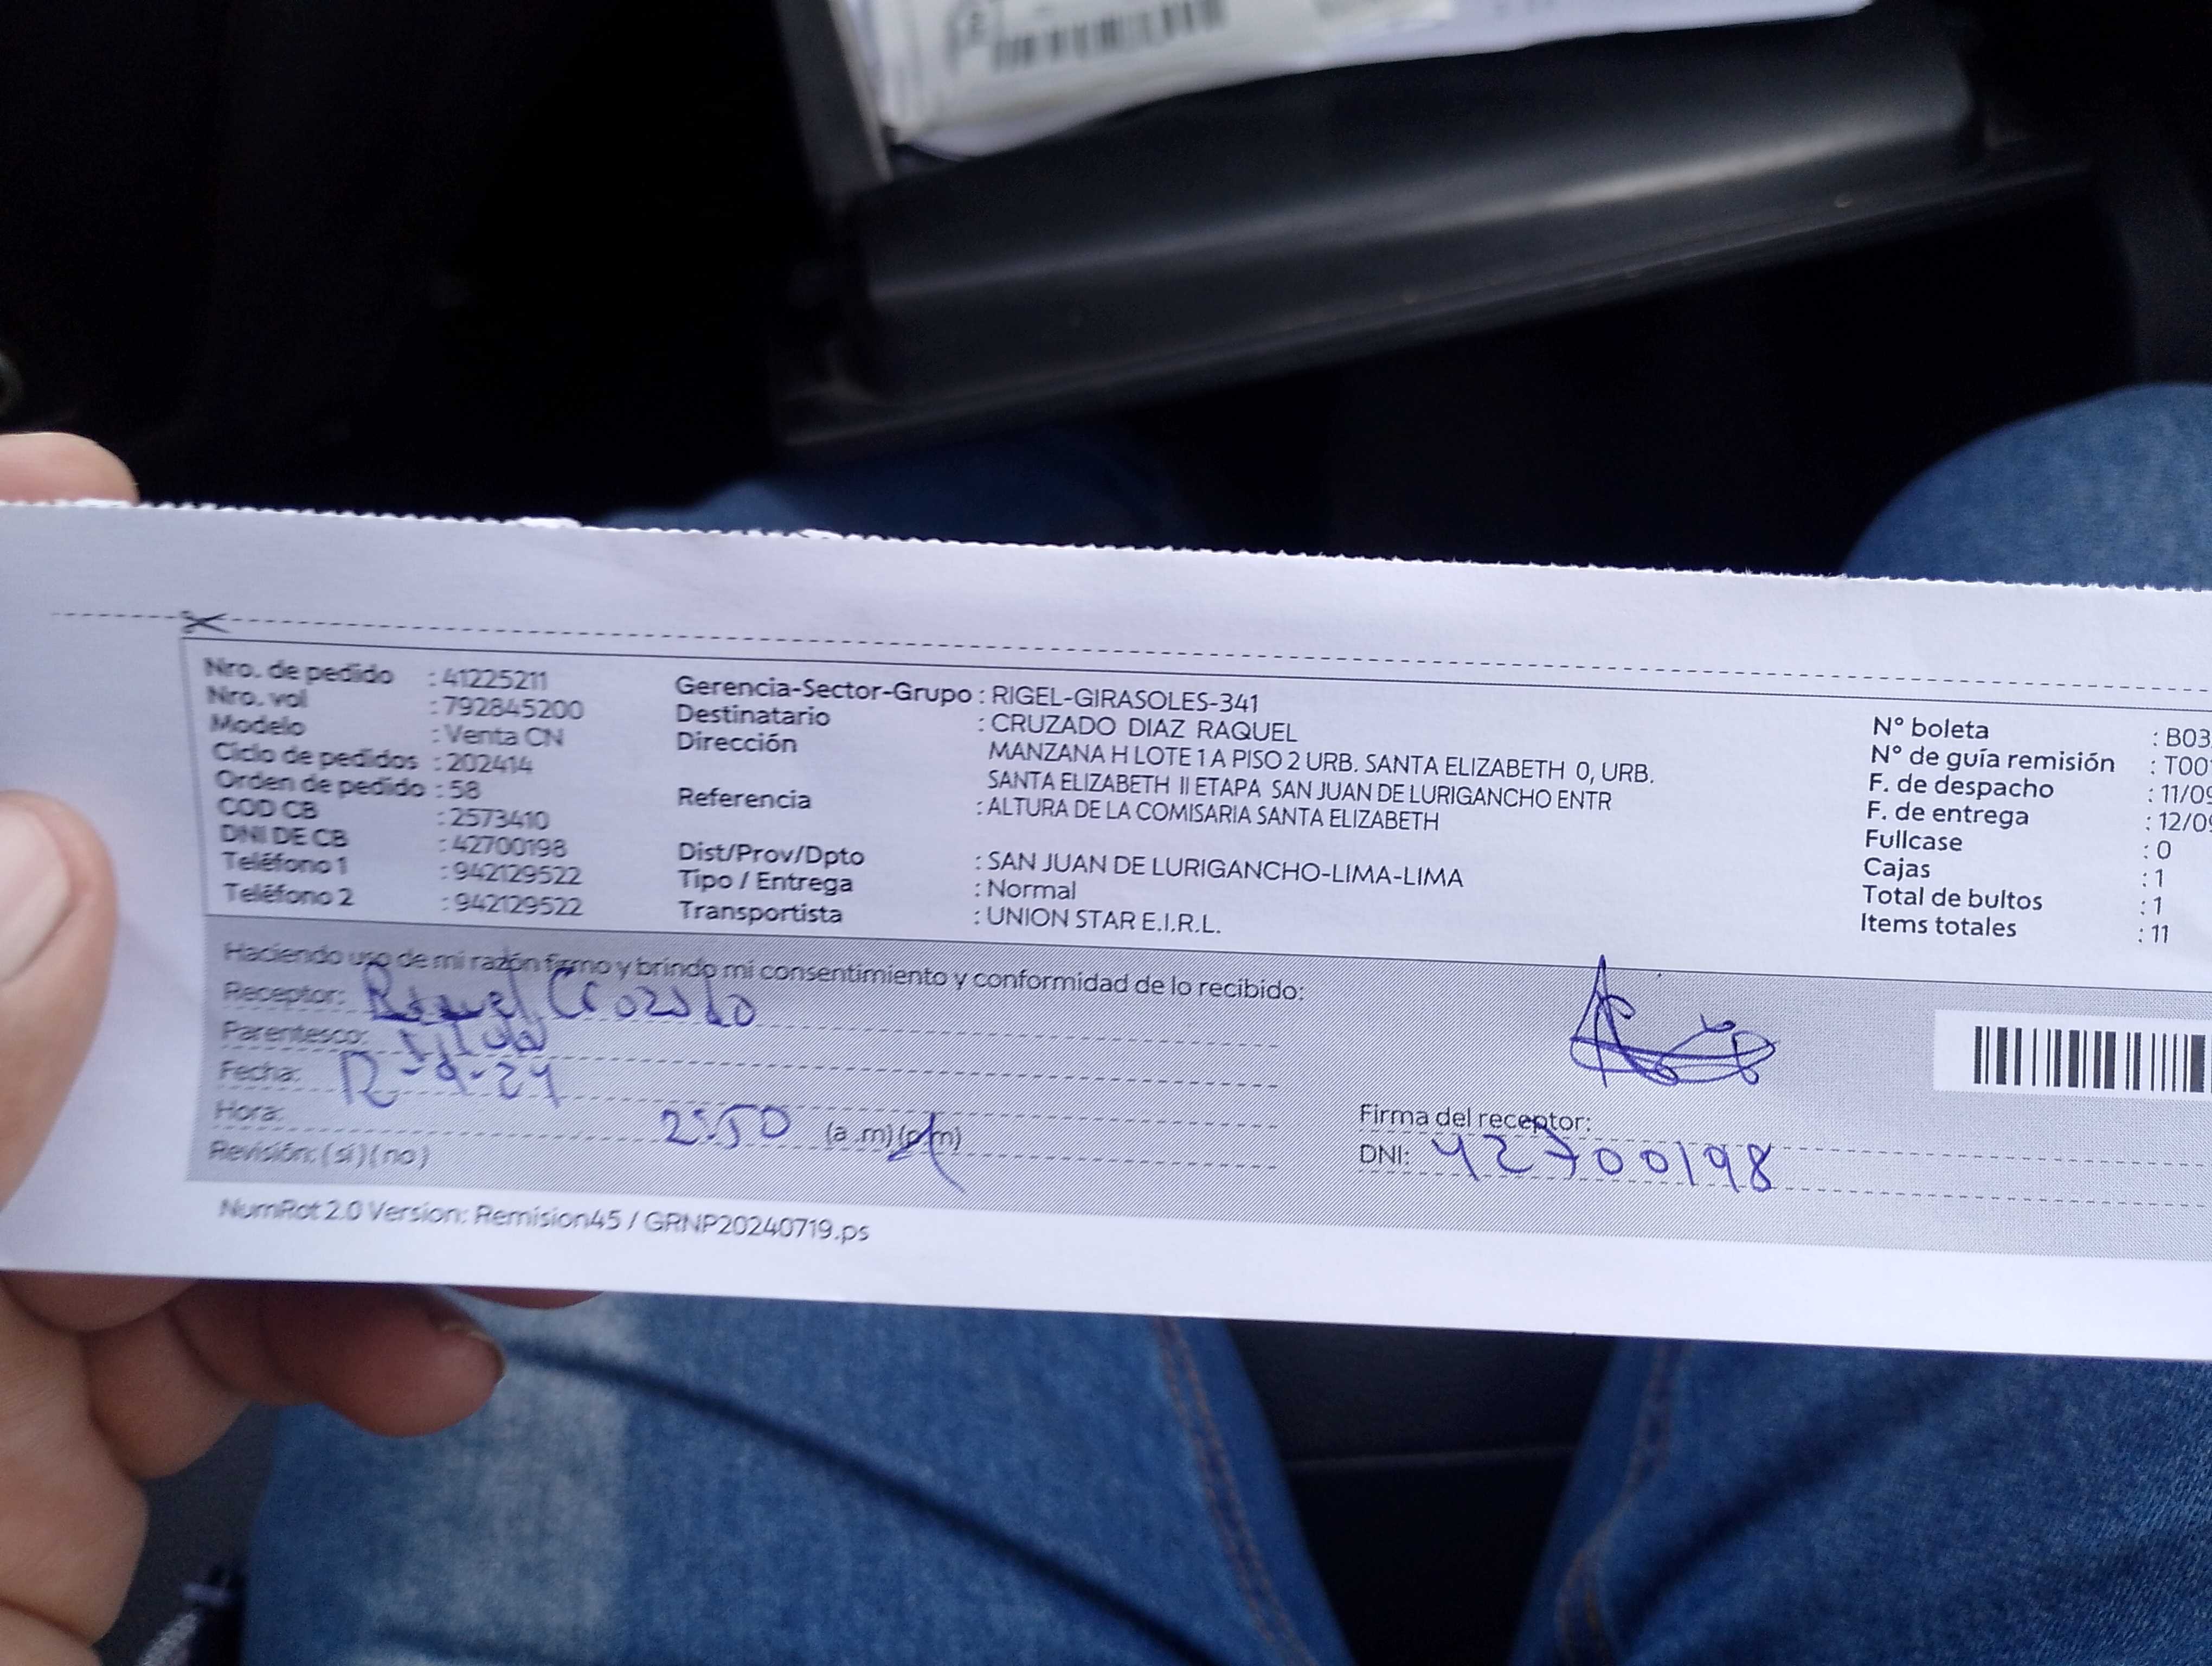 Nro. de pedido : 41225211
Nro. vol : 792845200
Modelo : Venta CN
Ciclo de pedidos : 202414
Orden de pedido : 58
COD CB : 2573410
DNI DE CB : 42700198
Teléfono 1 : 942129522
Teléfono 2 : 942129522
Gerencia-Sector-Grupo : RIGEL-GIRASOLES-341
Destinatario : CRUZADO DIAZ RAQUEL
Dirección MANZANA H LOTE 1 A PISO 2 URB. SANTA ELIZABETH 0, URB.
SANTA ELIZABETH II ETAPA SAN JUAN DE LURIGANCHO ENTR
Referencia : ALTURA DE LA COMISARIA SANTA ELIZABETH
Dist/Prov/Dpto : SAN JUAN DE LURIGANCHO-LIMA-LIMA
Tipo / Entrega : Normal
Transportista : UNION STAR E.I.R.L.
N° boleta : B03
N° de guía remisión : T00
F. de despacho : 11/09
F. de entrega : 12/09
Fullcase : 0
Cajas : 1
Total de bultos : 1
Items totales : 11
Haciendo uso de mi razón firmo y brindo mi consentimiento y conformidad de lo recibido:
Receptor: Raquel Crozado
Parentesco:
Fecha: 12-9-24
Hora: 2:50 (a .m)(p.m)
Revisión: ( si ) ( no )
Firma del receptor:
DNI: 42700198
NumRot 2.0 Version: Remision45 / GRNP20240719.ps